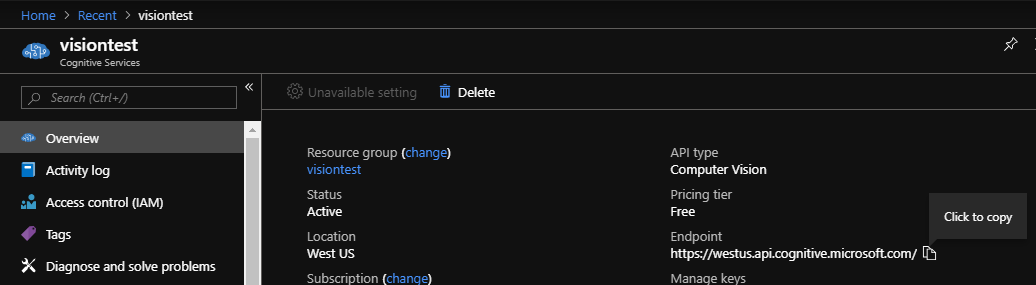 Home > Recent > visiontest
visiontest
Cognitive Services
Search (Ctrl+/)
«
Unavailable setting
Delete
Overview
Activity log
Access control (IAM)
Tags
Diagnose and solve problems
Resource group (change)
visiontest
Status
Active
Location
West US
Subscription (change)
API type
Computer Vision
Pricing tier
Free
Endpoint
https://westus.api.cognitive.microsoft.com/
Click to copy
Manage keys